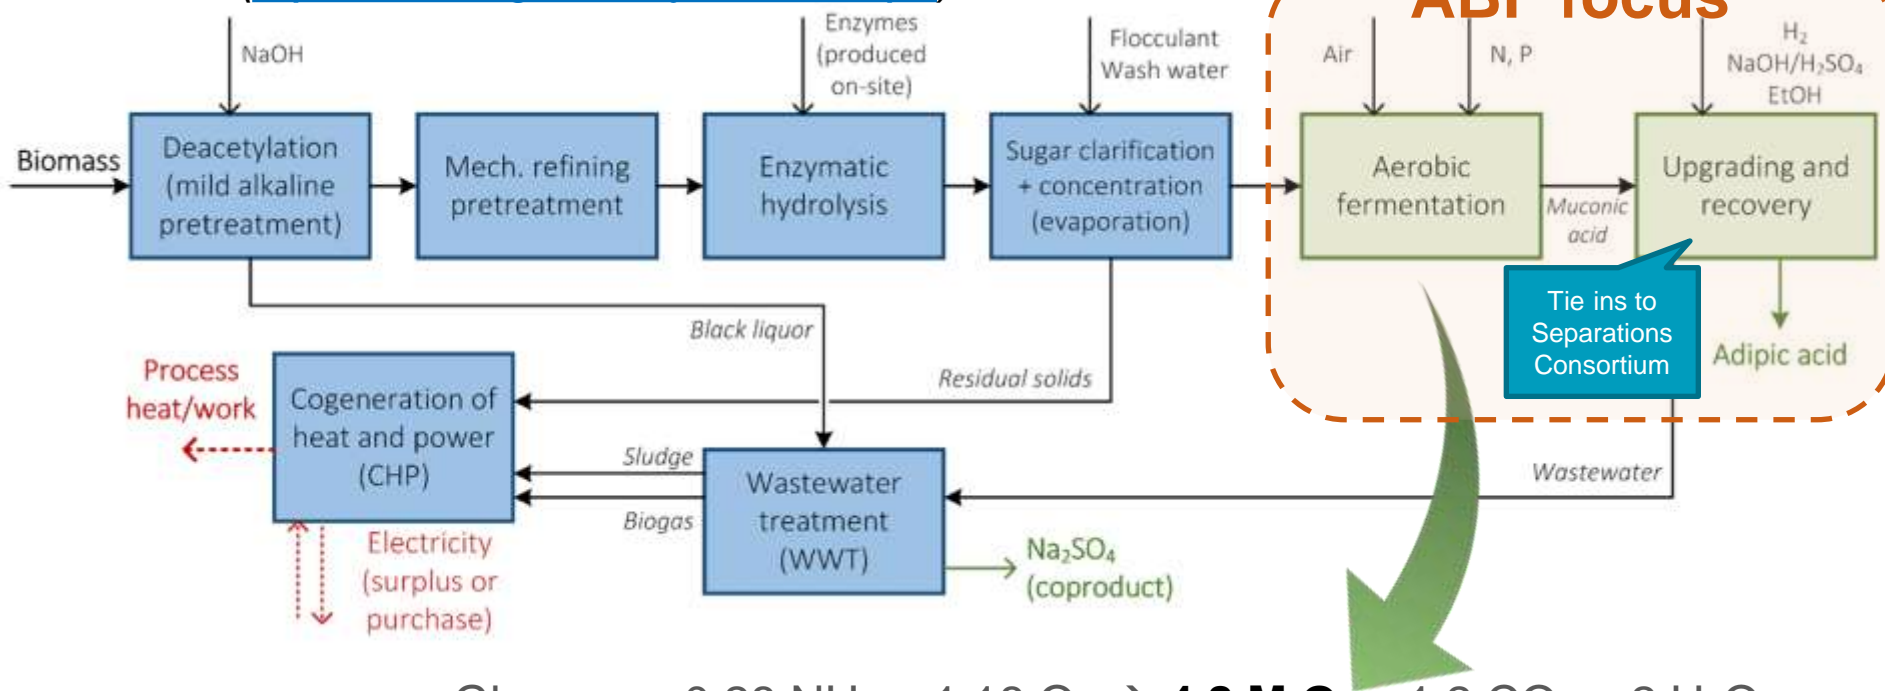 ABF focus
NaOH
Enzymes
(produced
on-site)
Flocculant
Wash water
Air
N, P
H₂
NaOH/H₂SO₄
EtOH
Biomass
Deacetylation
(mild alkaline
pretreatment)
Mech. refining
pretreatment
Enzymatic
hydrolysis
Sugar clarification
+ concentration
(evaporation)
Aerobic
fermentation
Muconic
acid
Upgrading and
recovery
Tie ins to
Separations
Consortium
Adipic acid
Black liquor
Residual solids
Process
heat/work
Cogeneration of
heat and power
(CHP)
Sludge
Biogas
Wastewater
treatment
(WWT)
Wastewater
Electricity
(surplus or
purchase)
Na₂SO₄
(coproduct)